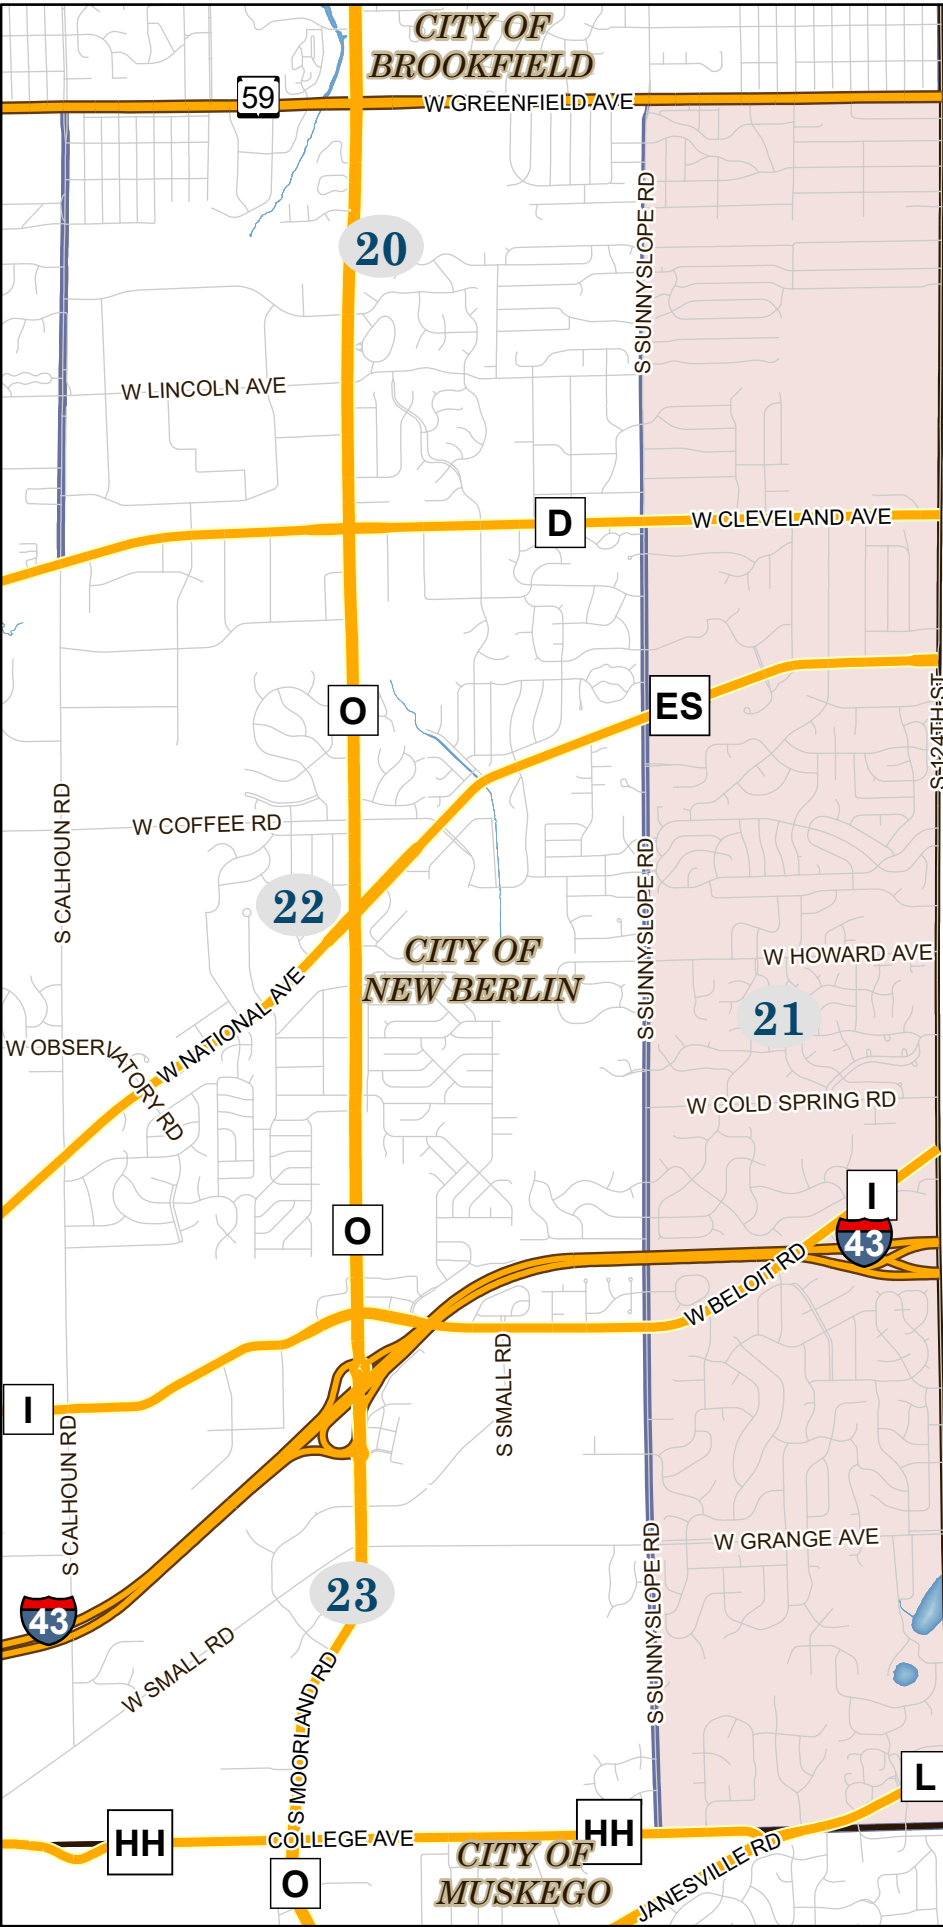 CITY OF
BROOKFIELD
59
W GREENFIELD AVE
S SUNNYSLOPE RD
20
W LINCOLN AVE
D
W CLEVELAND AVE
ES
O
S 124TH ST
S CALHOUN RD
W COFFEE RD
S SUNNYSLOPE RD
22
CITY OF
NEW BERLIN
W HOWARD AVE
W NATIONAL AVE
21
W OBSERVATORY RD
W COLD SPRING RD
I
O
43
W BELOIT RD
S SMALL RD
I
S CALHOUN RD
W GRANGE AVE
S SUNNYSLOPE RD
23
43
W SMALL RD
S MOORLAND RD
L
HH
HH
COLLEGE AVE
CITY OF
MUSKEGO
JANESVILLE RD
O